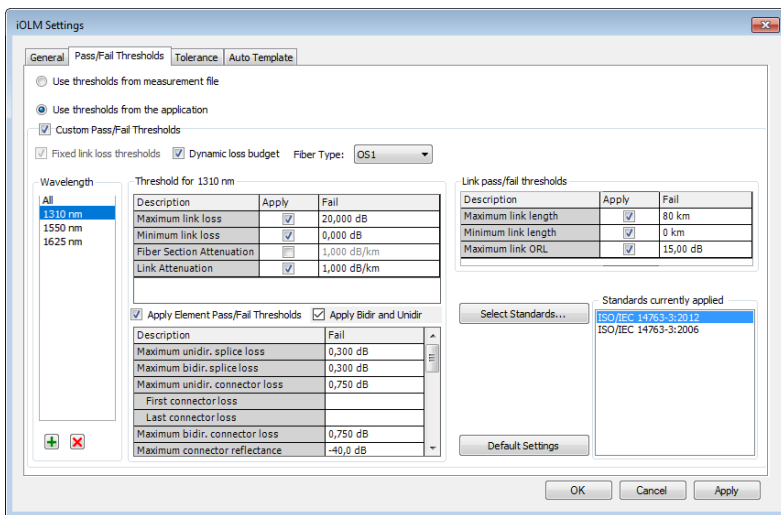 iOLM Settings
General Pass/Fail Thresholds Tolerance Auto Template
Use thresholds from measurement file
Use thresholds from the application
Custom Pass/Fail Thresholds
Fixed link loss thresholds Dynamic loss budget Fiber Type: OS1
Wavelength
All
1310 nm
1550 nm
1625 nm
Threshold for 1310 nm
Description Apply Fail
Maximum link loss 20,000 dB
Minimum link loss 0,000 dB
Fiber Section Attenuation 1,000 dB/km
Link Attenuation 1,000 dB/km
Apply Element Pass/Fail Thresholds Apply Bidir and Unidir
Description Fail
Maximum unidir. splice loss 0,300 dB
Maximum bidir. splice loss 0,300 dB
Maximum unidir. connector loss 0,750 dB
First connector loss
Last connector loss
Maximum bidir. connector loss 0,750 dB
Maximum connector reflectance -40,0 dB
Link pass/fail thresholds
Description Apply Fail
Maximum link length 80 km
Minimum link length 0 km
Maximum link ORL 15,00 dB
Select Standards...
Standards currently applied
ISO/IEC 14763-3:2012
ISO/IEC 14763-3:2006
Default Settings
OK Cancel Apply